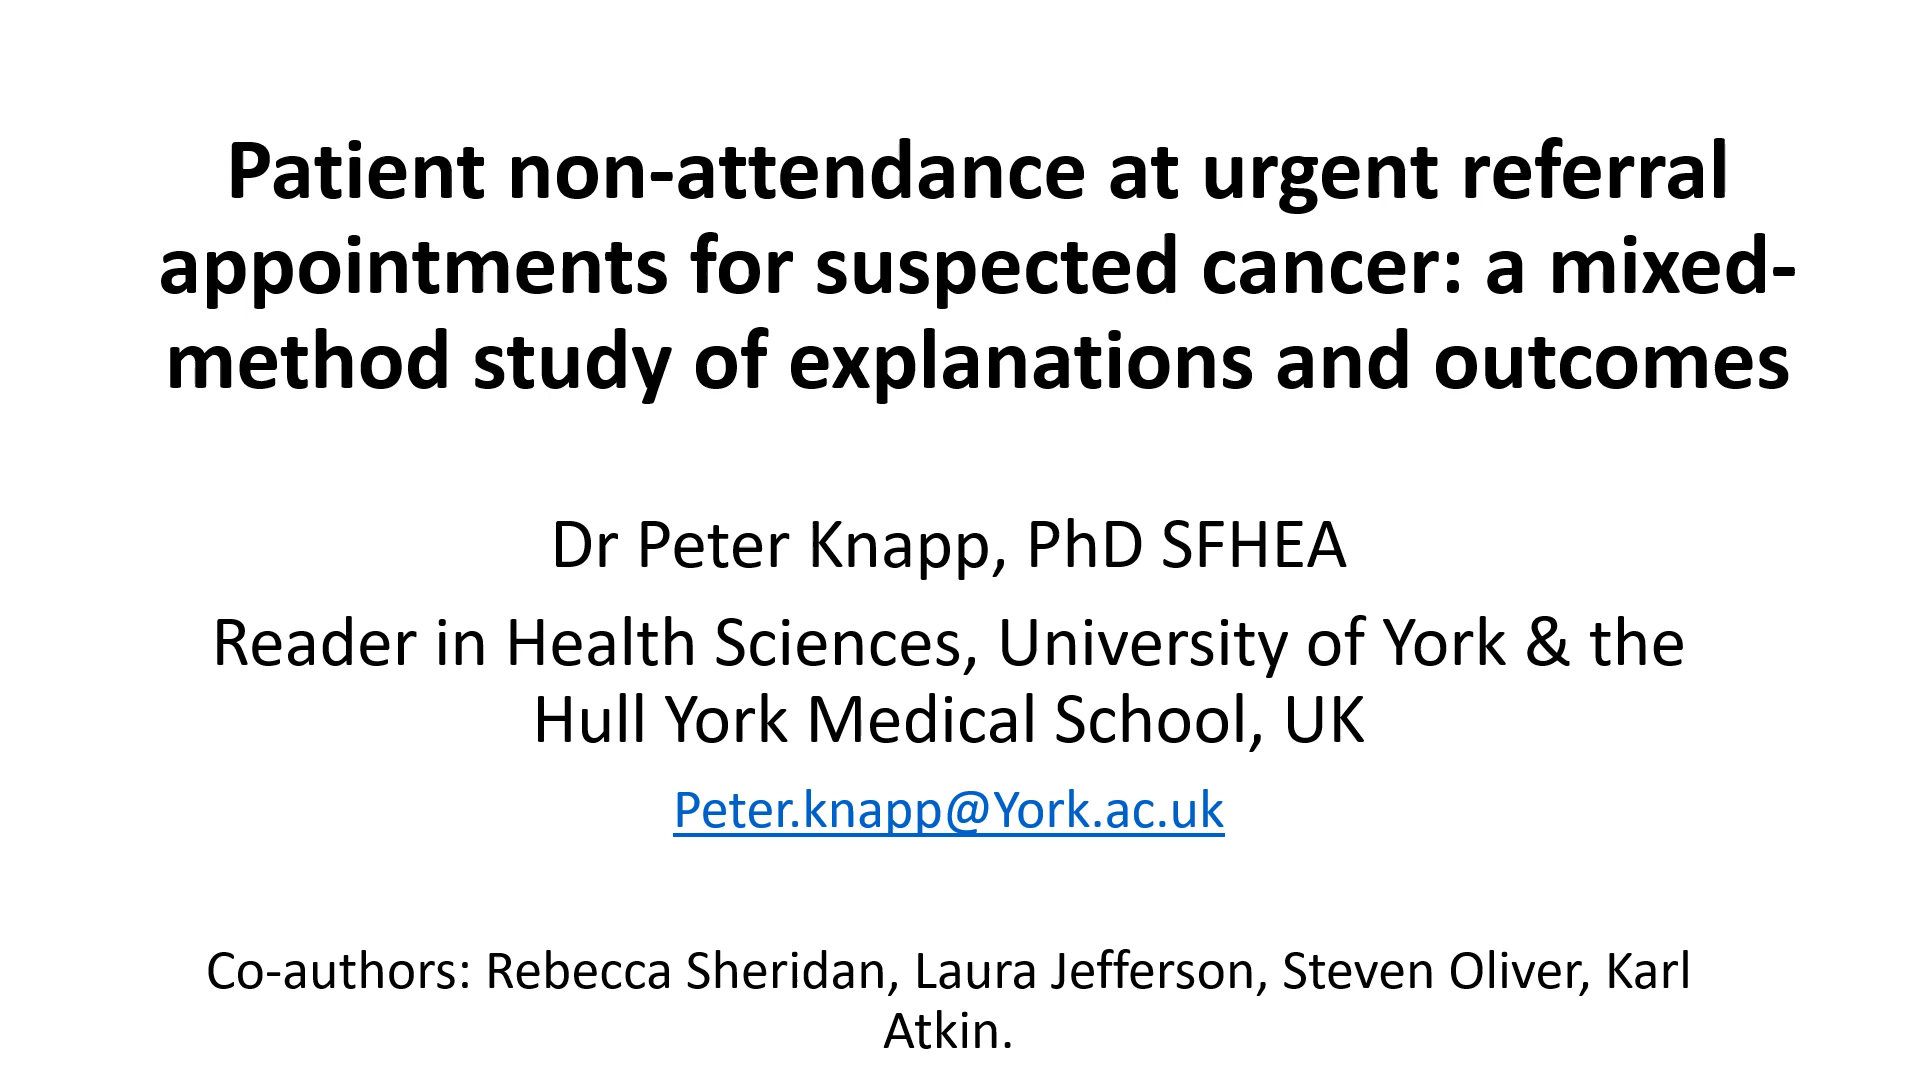 Patient non-attendance at urgent referral
appointments for suspected cancer: a mixed-
method study of explanations and outcomes
Dr Peter Knapp, PhD SFHEA
Reader in Health Sciences, University of York & the
Hull York Medical School, UK
Peter.knapp@York.ac.uk
Co-authors: Rebecca Sheridan, Laura Jefferson, Steven Oliver, Karl
Atkin.